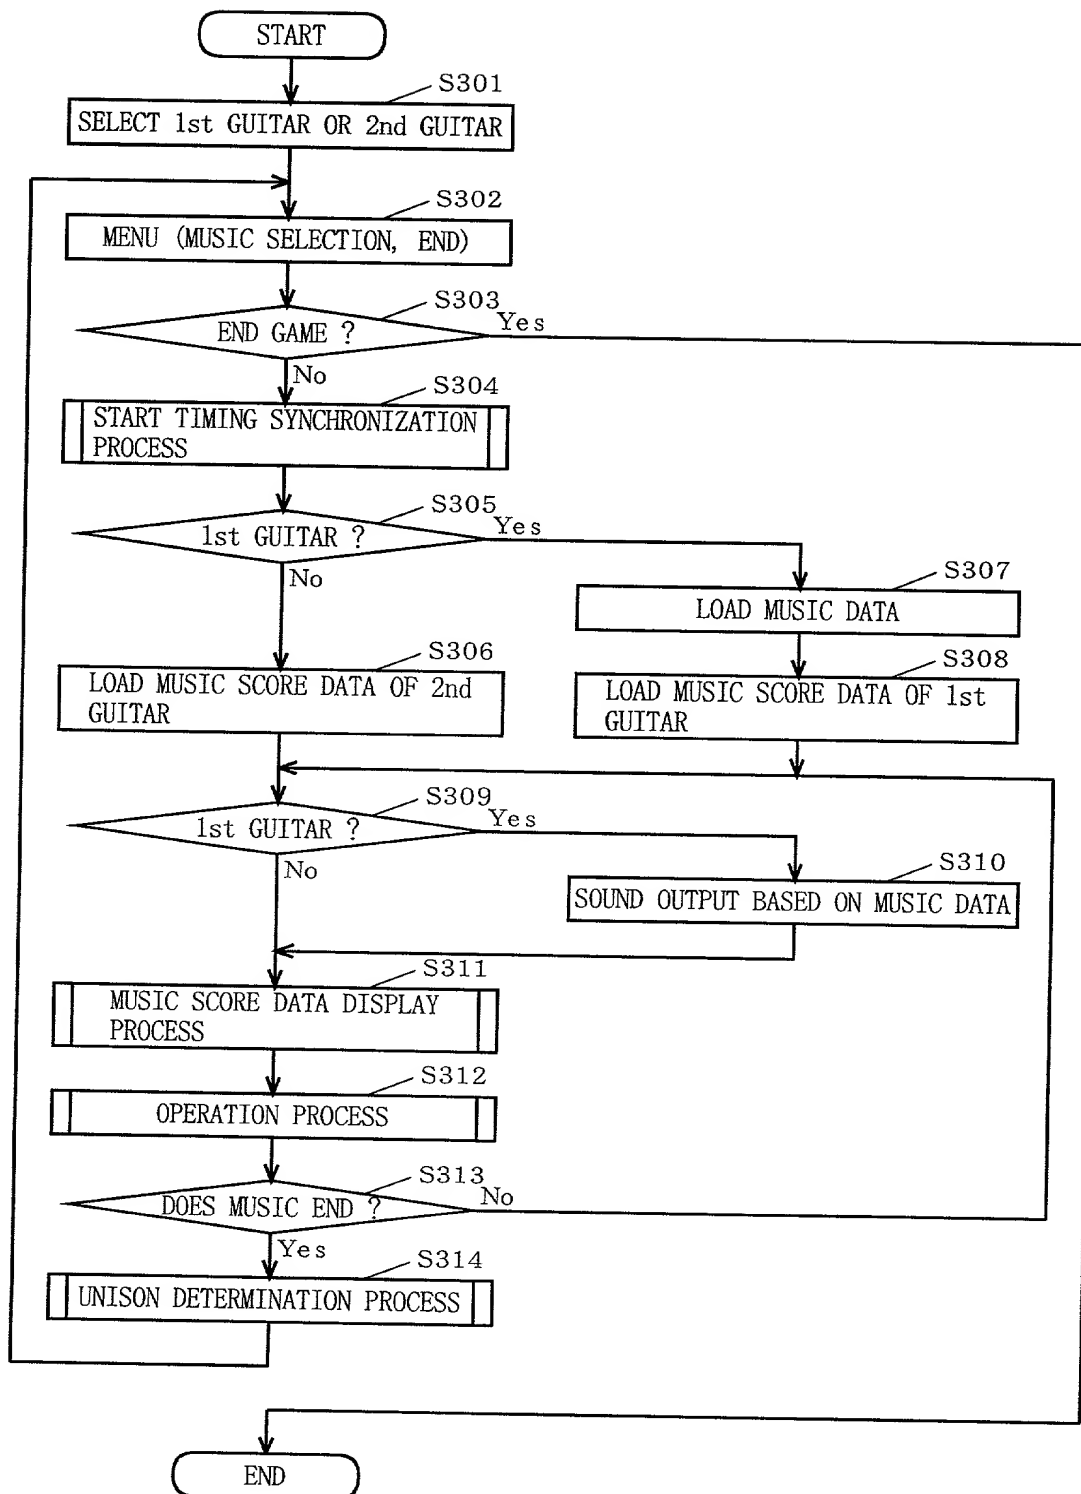 START
S301
SELECT 1st GUITAR OR 2nd GUITAR
S302
MENU (MUSIC SELECTION, END)
S303
END GAME ?
Yes
No
S304
START TIMING SYNCHRONIZATION
PROCESS
S305
1st GUITAR ?
Yes
No
S307
LOAD MUSIC DATA
S306
LOAD MUSIC SCORE DATA OF 2nd
GUITAR
S308
LOAD MUSIC SCORE DATA OF 1st
GUITAR
S309
1st GUITAR ?
Yes
No
S310
SOUND OUTPUT BASED ON MUSIC DATA
S311
MUSIC SCORE DATA DISPLAY
PROCESS
S312
OPERATION PROCESS
S313
DOES MUSIC END ?
No
Yes
S314
UNISON DETERMINATION PROCESS
END